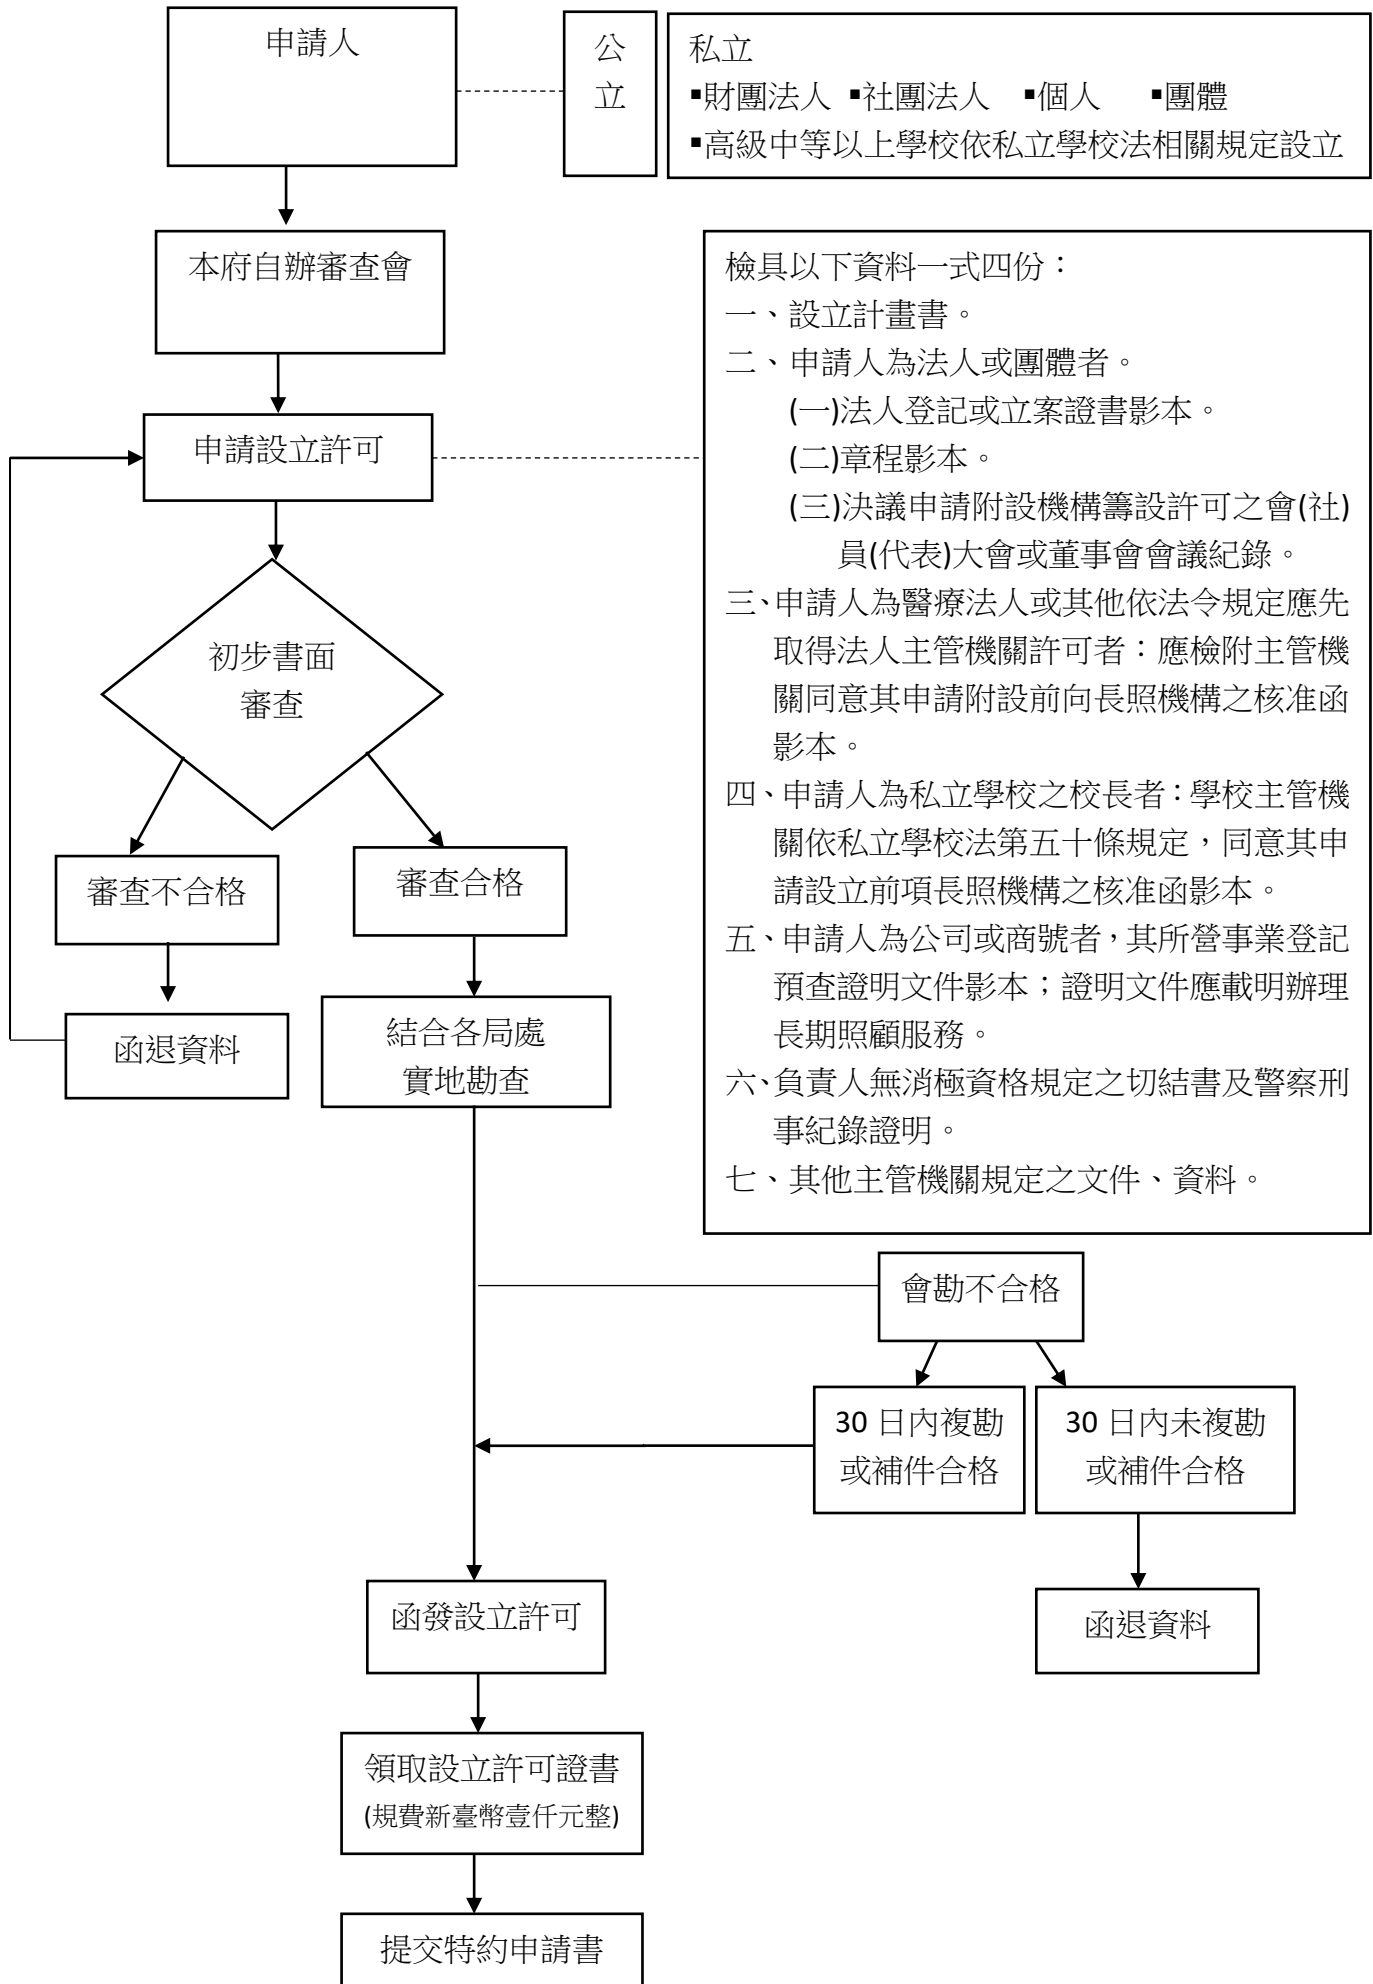 申請人
公
立
私立
▪財團法人 ▪社團法人 ▪個人 ▪團體
▪高級中等以上學校依私立學校法相關規定設立
本府自辦審查會
檢具以下資料一式四份：
一、設立計畫書。
二、申請人為法人或團體者。
(一)法人登記或立案證書影本。
(二)章程影本。
(三)決議申請附設機構籌設許可之會(社)
員(代表)大會或董事會會議紀錄。
三、申請人為醫療法人或其他依法令規定應先
取得法人主管機關許可者：應檢附主管機
關同意其申請附設前向長照機構之核准函
影本。
四、申請人為私立學校之校長者：學校主管機
關依私立學校法第五十條規定，同意其申
請設立前項長照機構之核准函影本。
五、申請人為公司或商號者，其所營事業登記
預查證明文件影本；證明文件應載明辦理
長期照顧服務。
六、負責人無消極資格規定之切結書及警察刑
事紀錄證明。
七、其他主管機關規定之文件、資料。
申請設立許可
初步書面
審查
審查不合格
審查合格
函退資料
結合各局處
實地勘查
會勘不合格
30 日內複勘
或補件合格
30 日內未複勘
或補件合格
函發設立許可
函退資料
領取設立許可證書
(規費新臺幣壹仟元整)
提交特約申請書